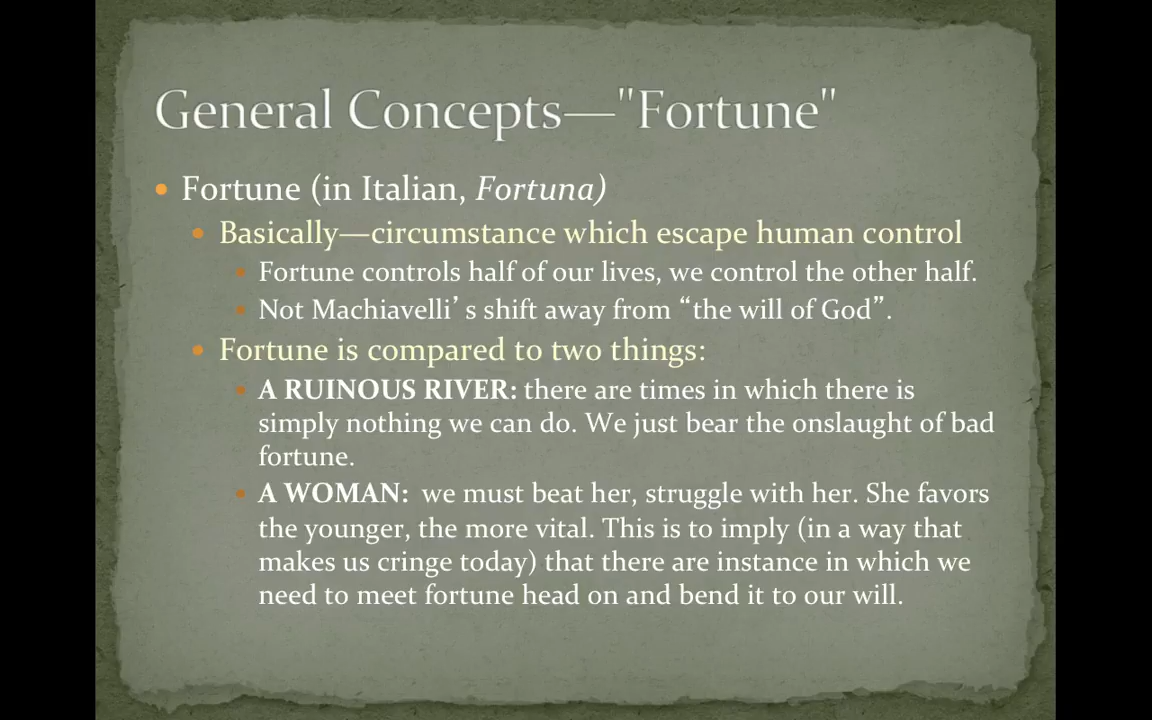 General Concepts—"Fortune"
Fortune (in Italian, Fortuna)
Basically—circumstance which escape human control
Fortune controls half of our lives, we control the other half.
Not Machiavelli’ s shift away from “the will of God”.
Fortune is compared to two things:
A RUINOUS RIVER: there are times in which there is
simply nothing we can do. We just bear the onslaught of bad
fortune.
A WOMAN: we must beat her, struggle with her. She favors
the younger, the more vital. This is to imply (in a way that
makes us cringe today) that there are instance in which we
need to meet fortune head on and bend it to our will.